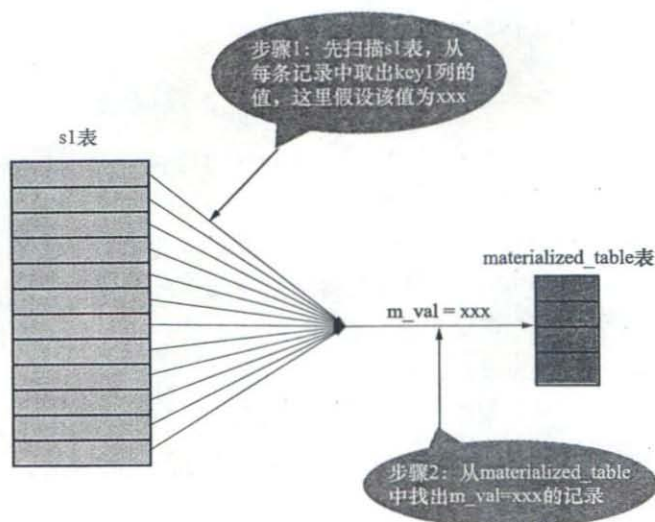 步骤1：先扫描s1表，从
每条记录中取出key1列的
值，这里假设该值为xxx
s1表
materialized_table表
m_val = xxx
步骤2：从materialized_table
中找出m_val=xxx的记录